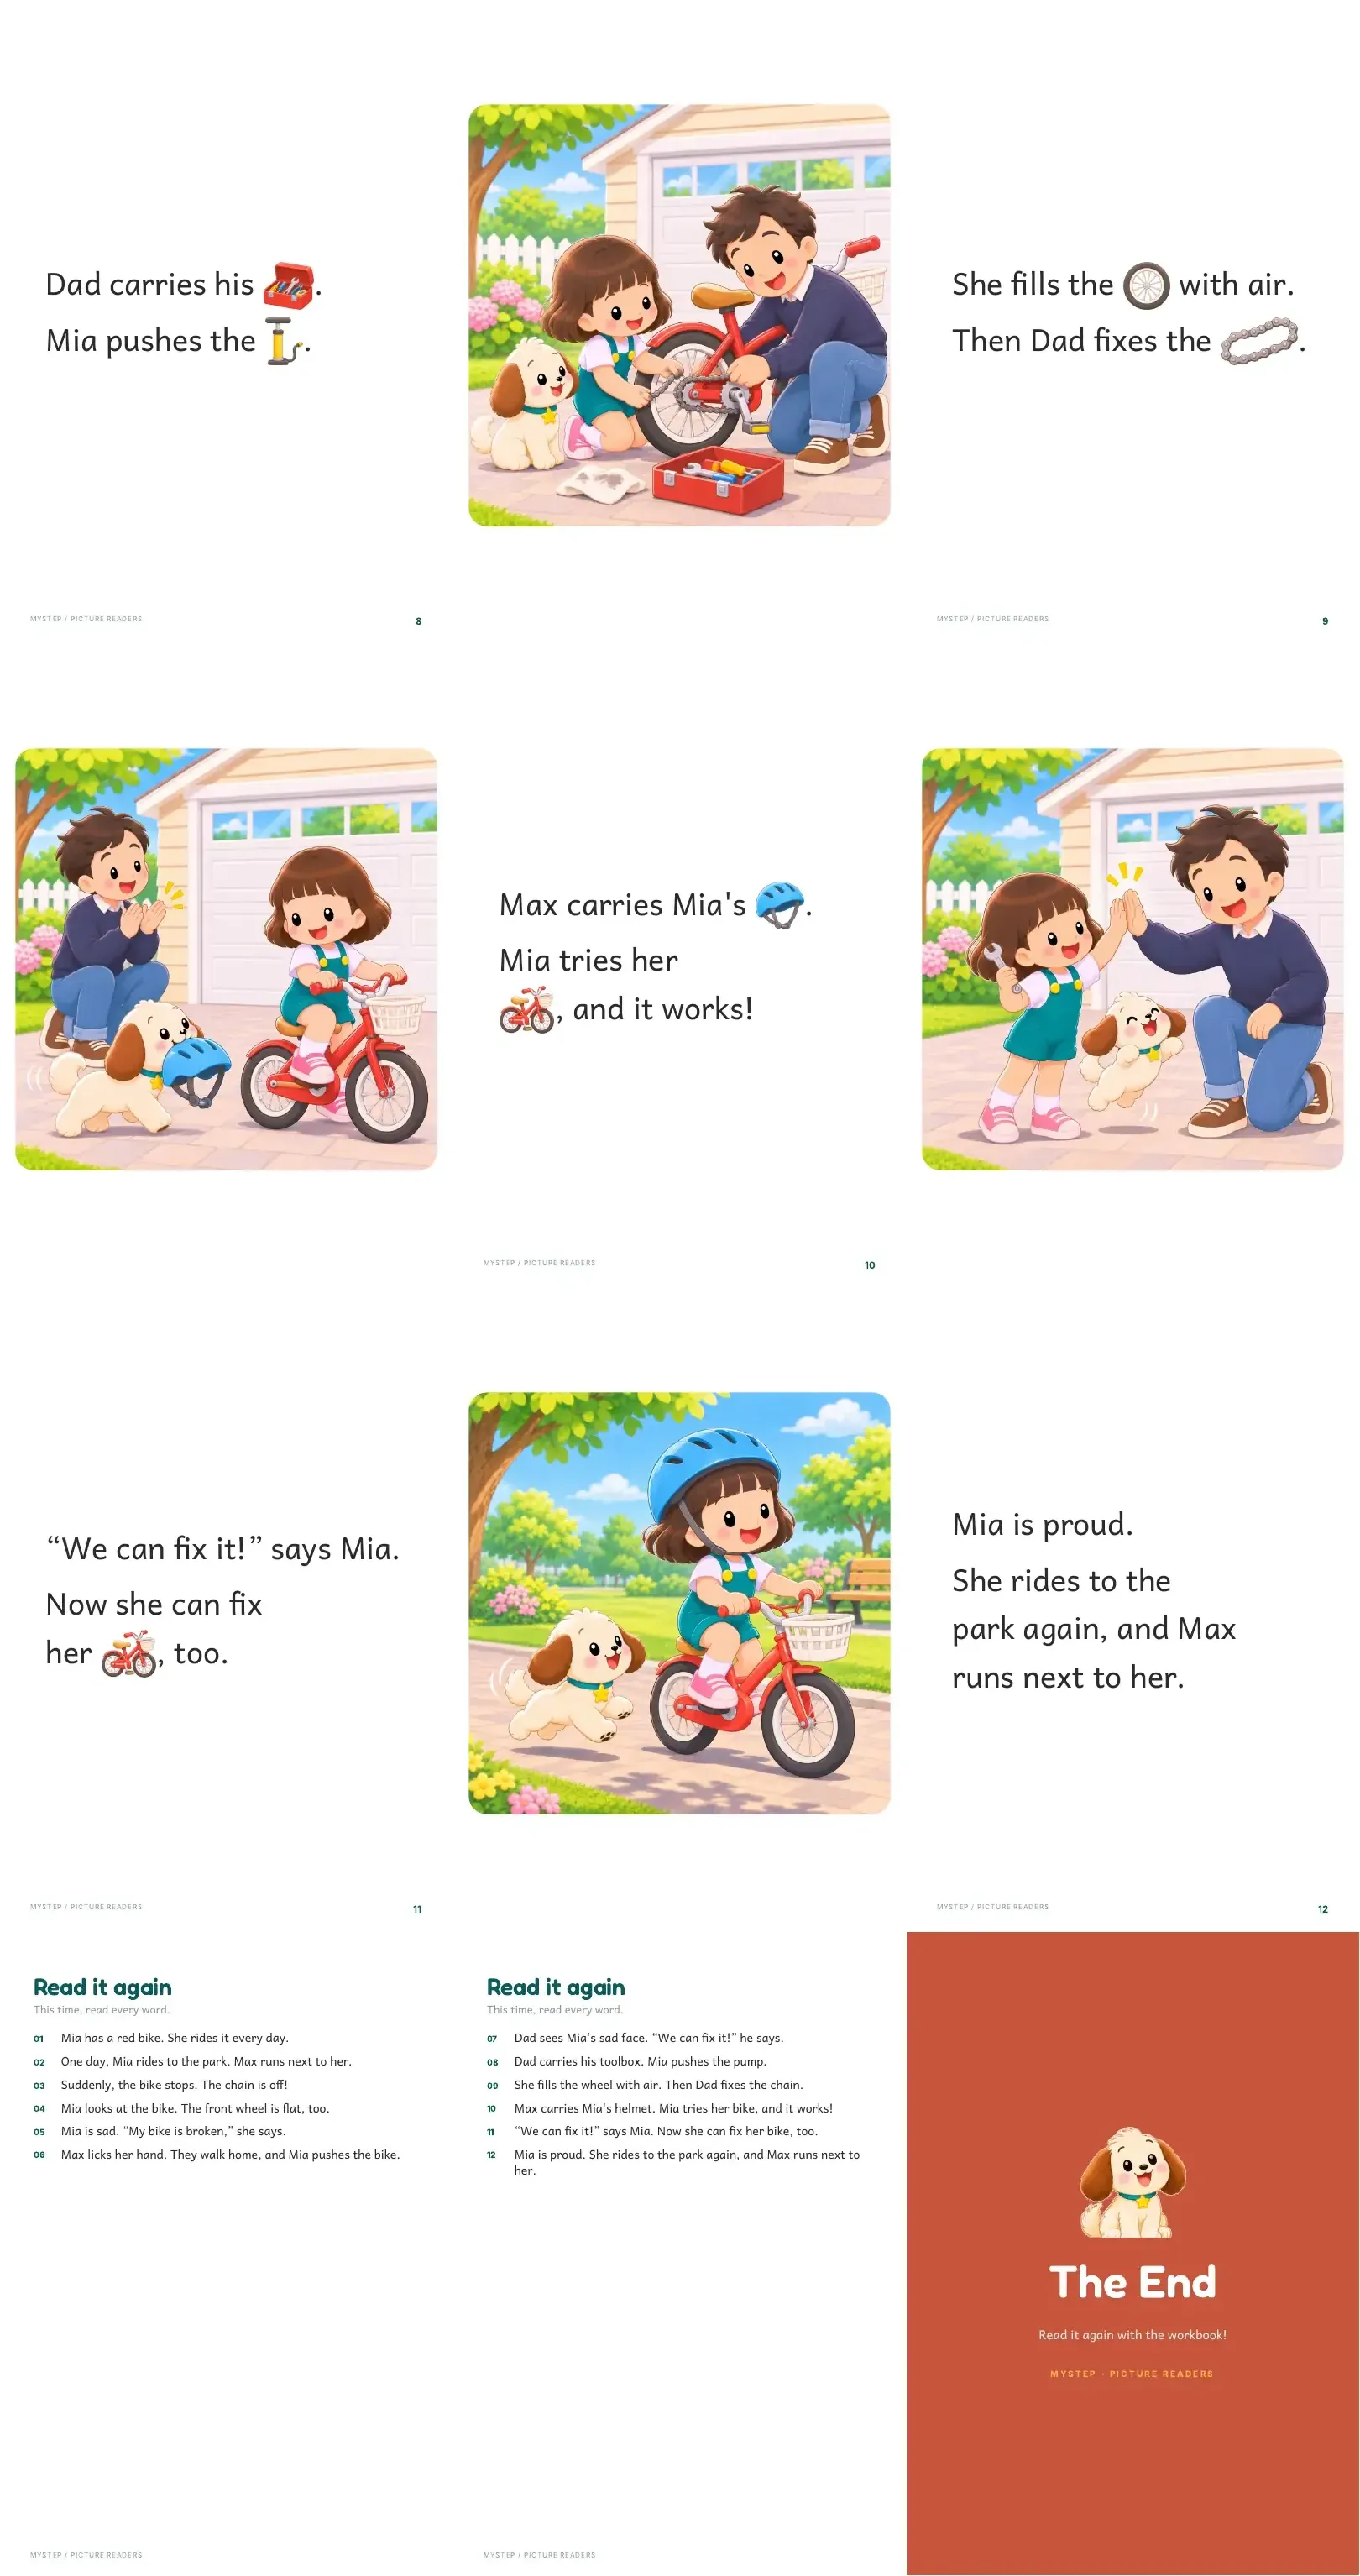 Dad carries his .
Mia pushes the .
MYSTEP / PICTURE READERS
8
She fills the with air.
Then Dad fixes the .
MYSTEP / PICTURE READERS
9
Max carries Mia's .
Mia tries her
, and it works!
MYSTEP / PICTURE READERS
10
“We can fix it!” says Mia.
Now she can fix
her , too.
MYSTEP / PICTURE READERS
11
Mia is proud.
She rides to the
park again, and Max
runs next to her.
MYSTEP / PICTURE READERS
12
Read it again
This time, read every word.
01 Mia has a red bike. She rides it every day.
02 One day, Mia rides to the park. Max runs next to her.
03 Suddenly, the bike stops. The chain is off!
04 Mia looks at the bike. The front wheel is flat, too.
05 Mia is sad. “My bike is broken,” she says.
06 Max licks her hand. They walk home, and Mia pushes the bike.
MYSTEP / PICTURE READERS
Read it again
This time, read every word.
07 Dad sees Mia's sad face. “We can fix it!” he says.
08 Dad carries his toolbox. Mia pushes the pump.
09 She fills the wheel with air. Then Dad fixes the chain.
10 Max carries Mia's helmet. Mia tries her bike, and it works!
11 “We can fix it!” says Mia. Now she can fix her bike, too.
12 Mia is proud. She rides to the park again, and Max runs next to
her.
MYSTEP / PICTURE READERS
The End
Read it again with the workbook!
MYSTEP · PICTURE READERS